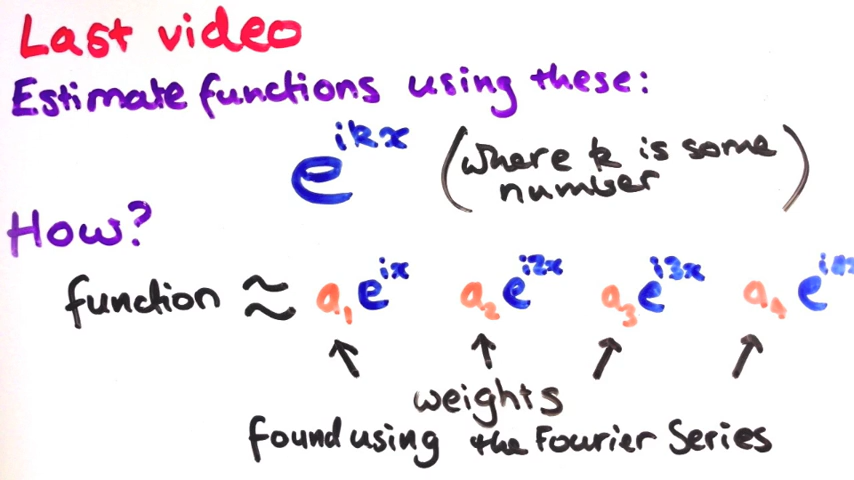 Last video
Estimate functions using these:
e^{ikx} (where k is some
number)
How?
function ≈ a₁e^{ix} a₂e^{i2x} a₃e^{i3x} a₄e^{i4x}
weights
found using the Fourier Series